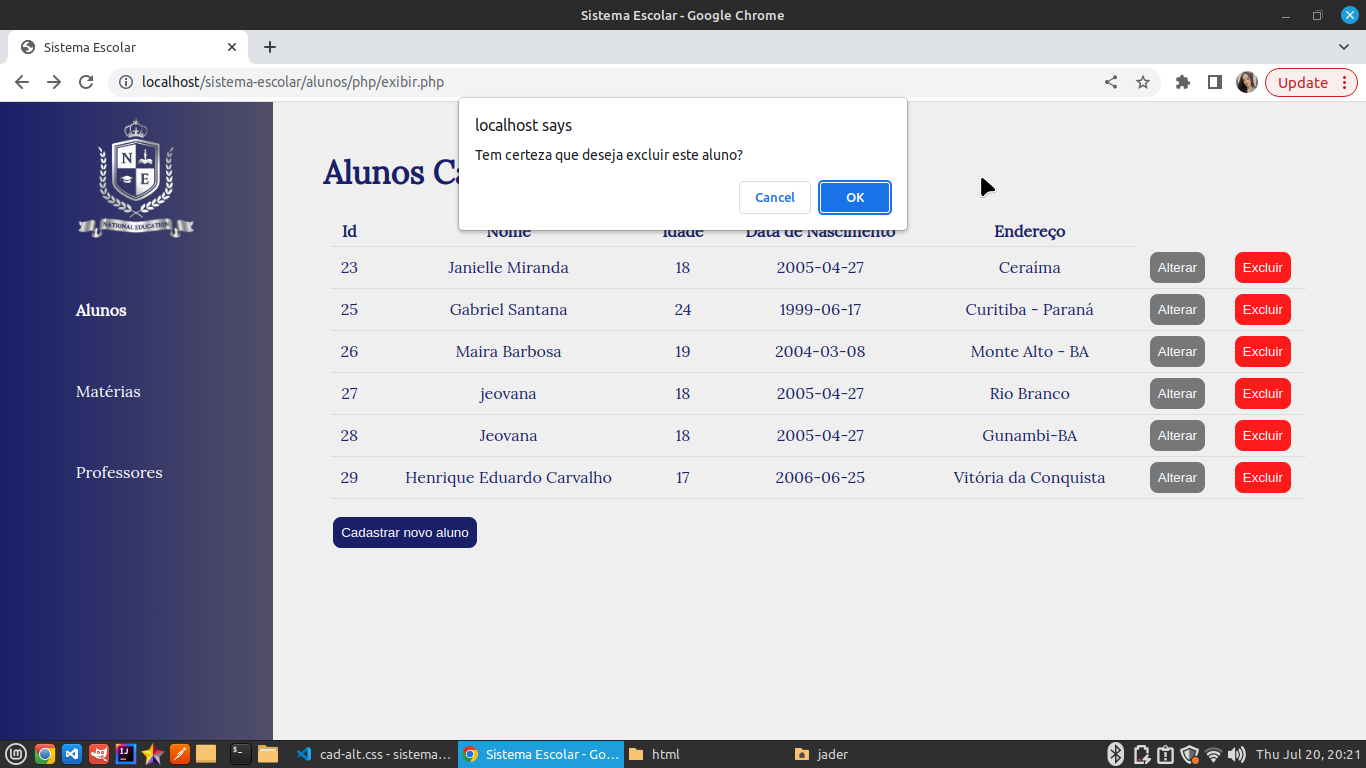 Sistema Escolar - Google Chrome
Sistema Escolar
localhost/sistema-escolar/alunos/php/exibir.php
Update
localhost says
Tem certeza que deseja excluir este aluno?
Cancel
OK
N
E
NATIONAL EDUCATION
Alunos
Matérias
Professores
Alunos Ca
Id Nome Idade Data de Nascimento Endereço
23 Janielle Miranda 18 2005-04-27 Ceraíma Alterar Excluir
25 Gabriel Santana 24 1999-06-17 Curitiba - Paraná Alterar Excluir
26 Maira Barbosa 19 2004-03-08 Monte Alto - BA Alterar Excluir
27 jeovana 18 2005-04-27 Rio Branco Alterar Excluir
28 Jeovana 18 2005-04-27 Gunambi-BA Alterar Excluir
29 Henrique Eduardo Carvalho 17 2006-06-25 Vitória da Conquista Alterar Excluir
Cadastrar novo aluno
cad-alt.css - sistema... Sistema Escolar - Go... html jader Thu Jul 20, 20:21